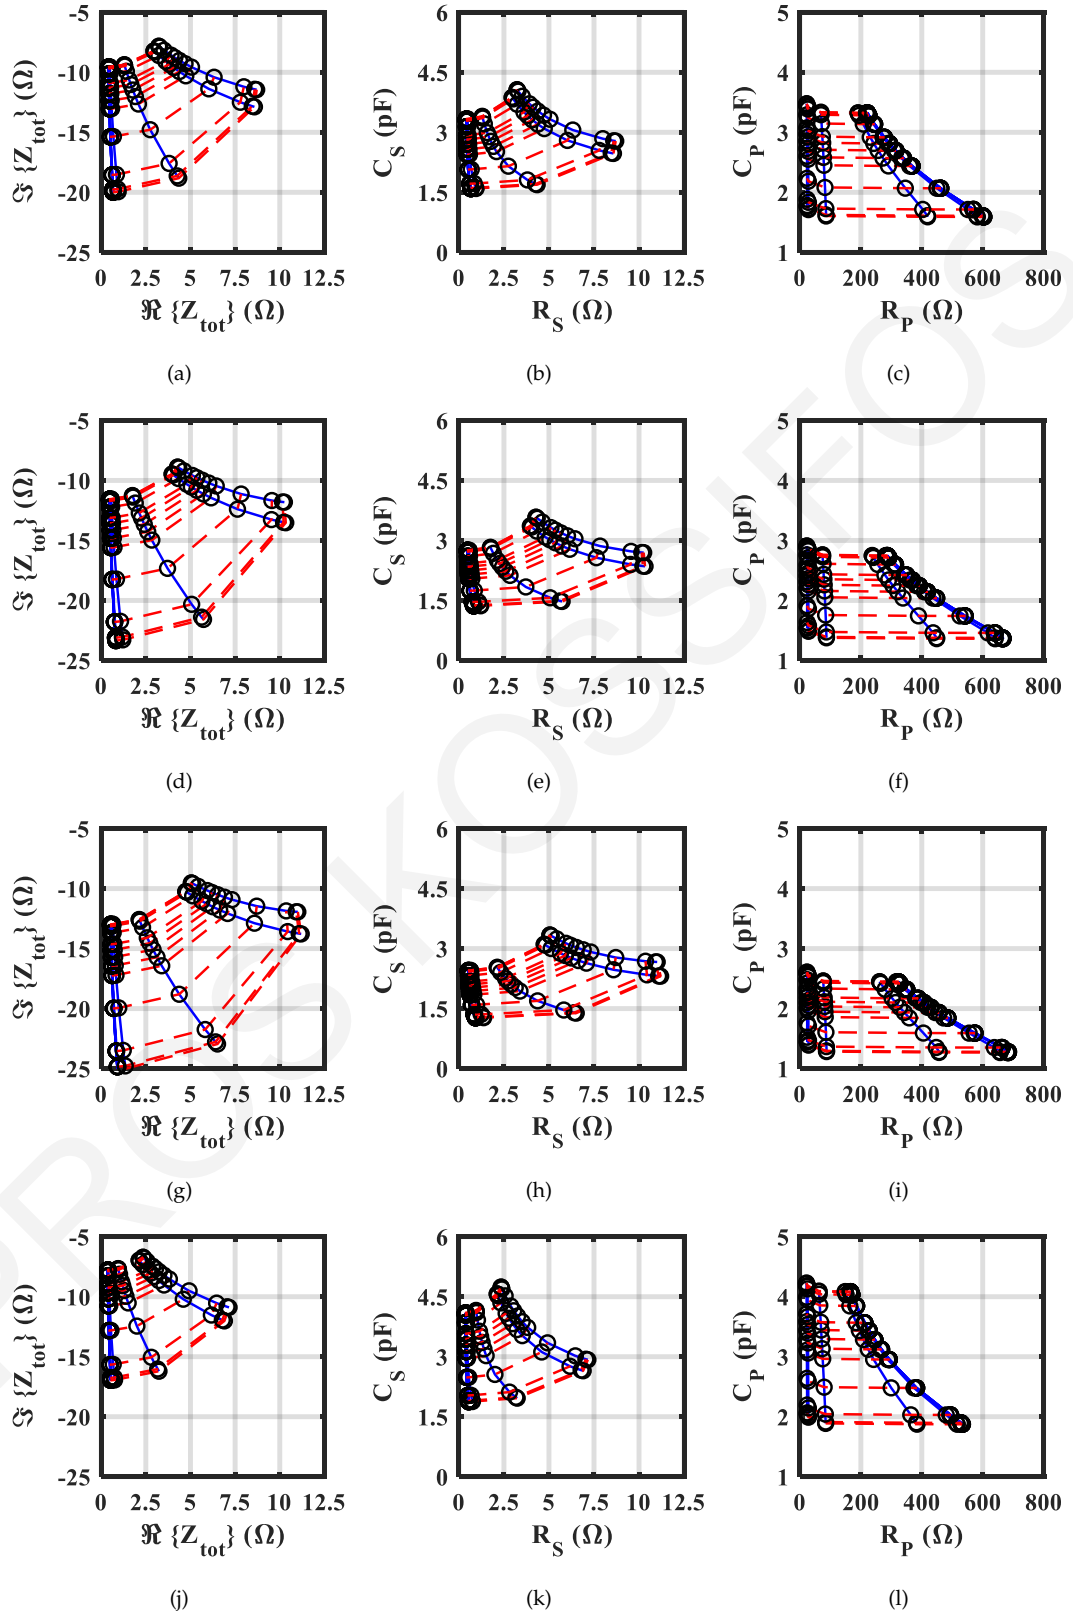 -5
-10
-15
-20
-25
0 2.5 5 7.5 10 12.5
ℑ {Z_tot} (Ω)
ℜ {Z_tot} (Ω)
(a)
6
4.5
3
1.5
0
0 2.5 5 7.5 10 12.5
C_S (pF)
R_S (Ω)
(b)
5
4
3
2
1
0 200 400 600 800
C_P (pF)
R_P (Ω)
(c)
-5
-10
-15
-20
-25
0 2.5 5 7.5 10 12.5
ℑ {Z_tot} (Ω)
ℜ {Z_tot} (Ω)
(d)
6
4.5
3
1.5
0
0 2.5 5 7.5 10 12.5
C_S (pF)
R_S (Ω)
(e)
5
4
3
2
1
0 200 400 600 800
C_P (pF)
R_P (Ω)
(f)
-5
-10
-15
-20
-25
0 2.5 5 7.5 10 12.5
ℑ {Z_tot} (Ω)
ℜ {Z_tot} (Ω)
(g)
6
4.5
3
1.5
0
0 2.5 5 7.5 10 12.5
C_S (pF)
R_S (Ω)
(h)
5
4
3
2
1
0 200 400 600 800
C_P (pF)
R_P (Ω)
(i)
-5
-10
-15
-20
-25
0 2.5 5 7.5 10 12.5
ℑ {Z_tot} (Ω)
ℜ {Z_tot} (Ω)
(j)
6
4.5
3
1.5
0
0 2.5 5 7.5 10 12.5
C_S (pF)
R_S (Ω)
(k)
5
4
3
2
1
0 200 400 600 800
C_P (pF)
R_P (Ω)
(l)
PROS KOSSIFOS